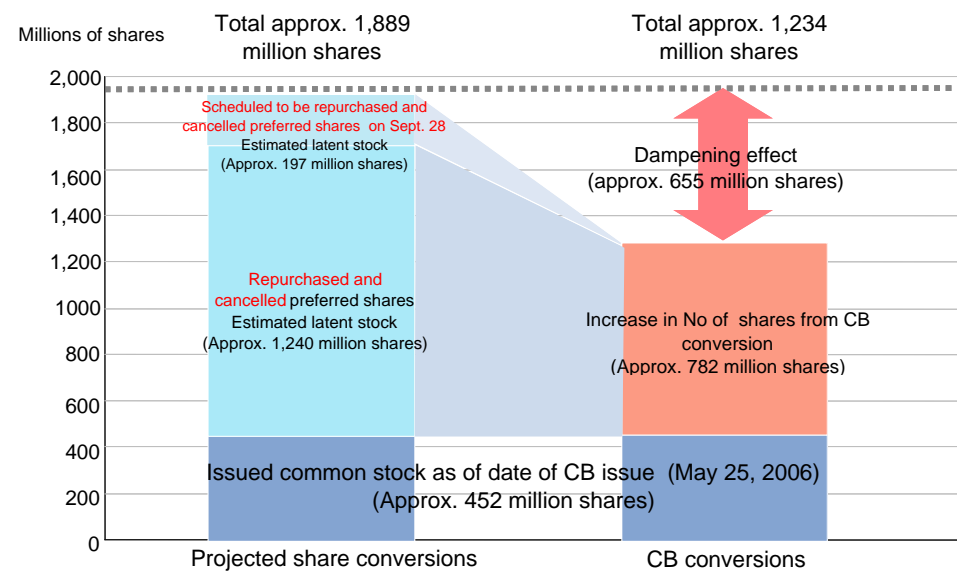 Total approx. 1,889
million shares
Total approx. 1,234
million shares
Millions of shares
2,000
1,800
1,600
1,400
1,200
1000
800
600
400
200
0
Scheduled to be repurchased and
cancelled preferred shares on Sept. 28
Estimated latent stock
(Approx. 197 million shares)
Repurchased and
cancelled preferred shares
Estimated latent stock
(Approx. 1,240 million shares)
Dampening effect
(approx. 655 million shares)
Increase in No of shares from CB
conversion
(Approx. 782 million shares)
Issued common stock as of date of CB issue (May 25, 2006)
(Approx. 452 million shares)
Projected share conversions
CB conversions